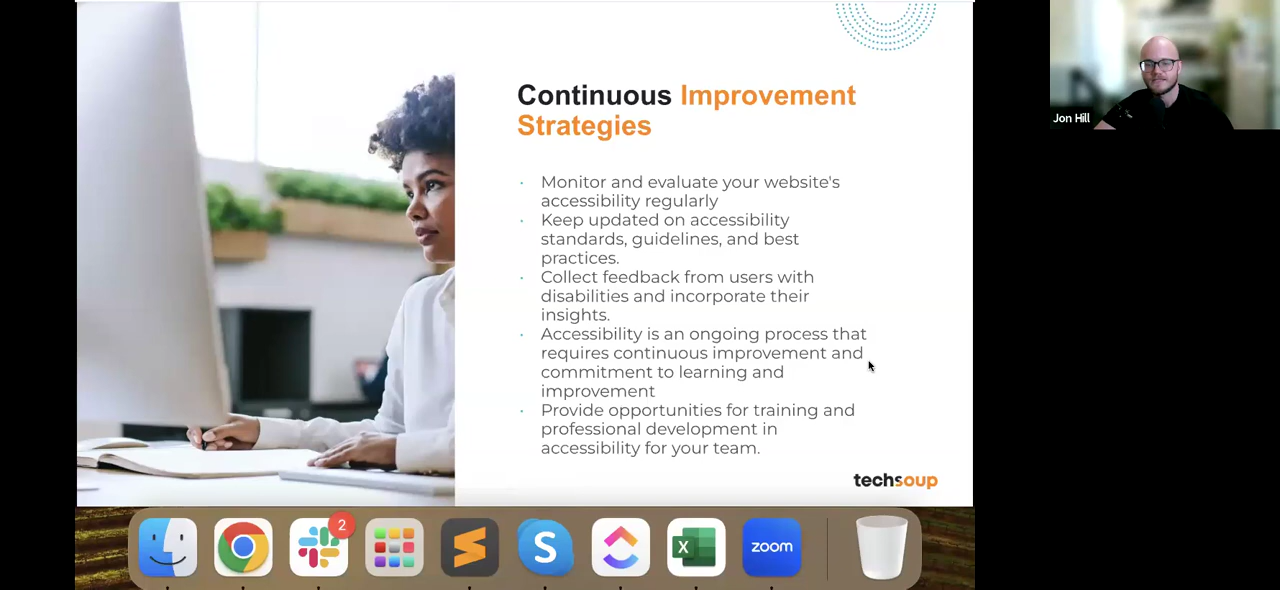 Continuous Improvement
Strategies
Monitor and evaluate your website's
accessibility regularly
Keep updated on accessibility
standards, guidelines, and best
practices.
Collect feedback from users with
disabilities and incorporate their
insights.
Accessibility is an ongoing process that
requires continuous improvement and
commitment to learning and
improvement
Provide opportunities for training and
professional development in
accessibility for your team.
techsoup
Jon Hill
2
S
X
zoom